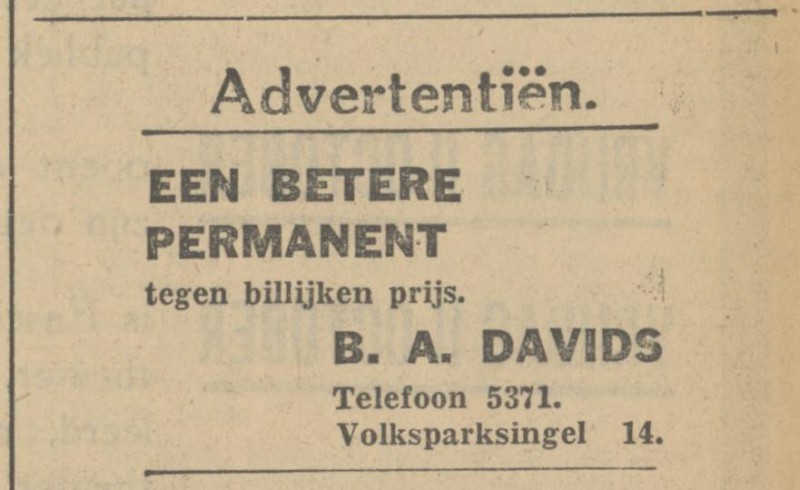 Advertentiën.
EEN BETERE
PERMANENT
tegen billijken prijs.
B. A. DAVIDS
Telefoon 5371.
Volksparksingel 14.